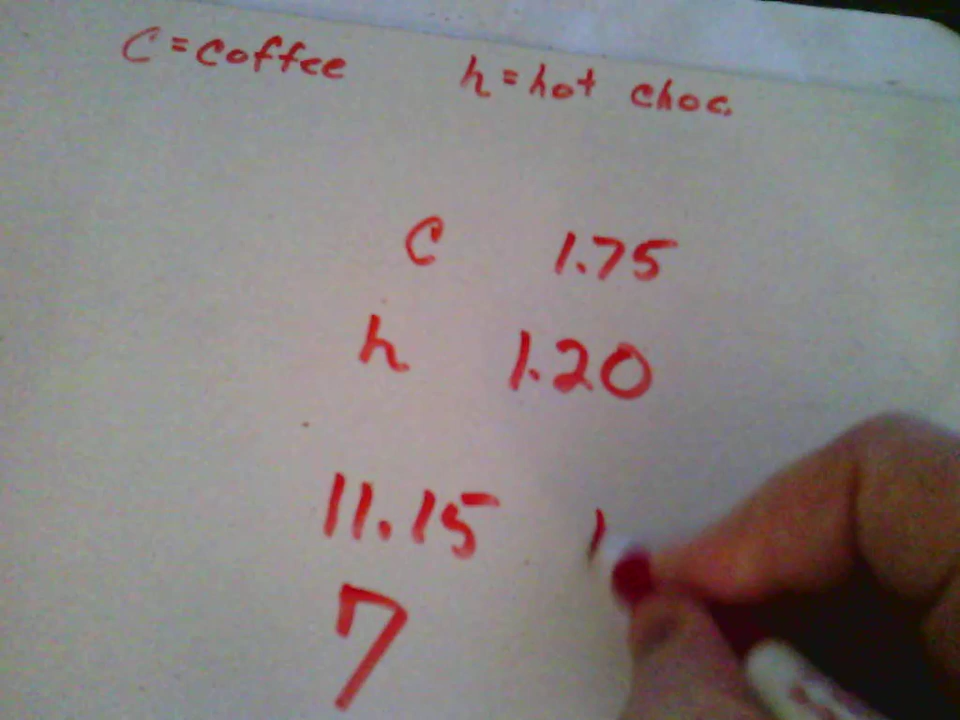 C = coffee h = hot choc.
C 1.75
h 1.20
11.15
7